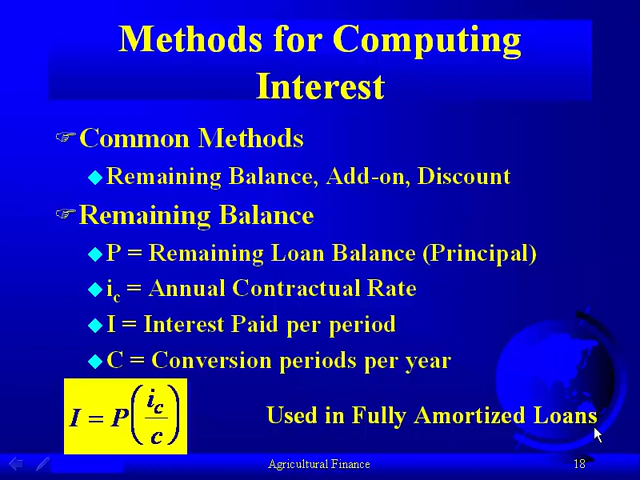 Methods for Computing
Interest
Common Methods
Remaining Balance, Add-on, Discount
Remaining Balance
P = Remaining Loan Balance (Principal)
ic = Annual Contractual Rate
I = Interest Paid per period
C = Conversion periods per year
I = P(ic/c)
Used in Fully Amortized Loans
Agricultural Finance
18